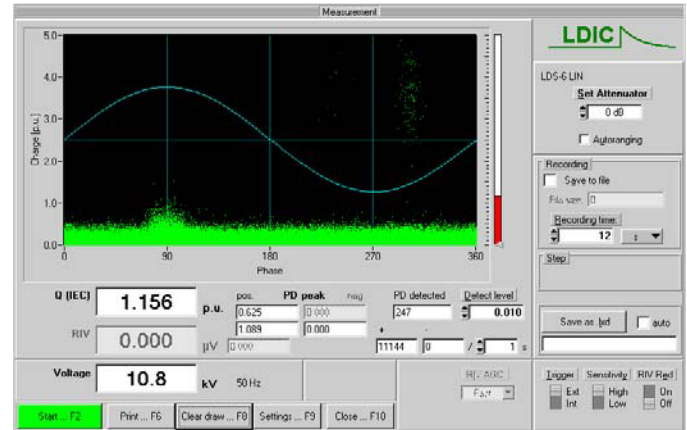 Measurement
LDIC
5.0
4.0
3.0
2.0
1.0
0.0
Charge [p.u.]
0 90 180 270 360
Phase
LDS-6 LIN
Set Attenuator
0 dB
Autoranging
Recording
Save to file
File size: 0
Recording time:
12 s
Step
Save as .lxd auto
Q (IEC) 1.156 p.u.
pos. PD peak neg
0.625 0.000
1.089 0.000
PD detected
247
Detect level
0.010
RIV 0.000 µV 0.000
+ -
11144 0 / 1 s
Voltage 10.8 kV 50 Hz
RIV AGC
Fast
Trigger Sensitivity RIV Red
Ext High On
Int Low Off
Start ... F2 Print ... F6 Clear draw ... F8 Settings ... F9 Close ... F10